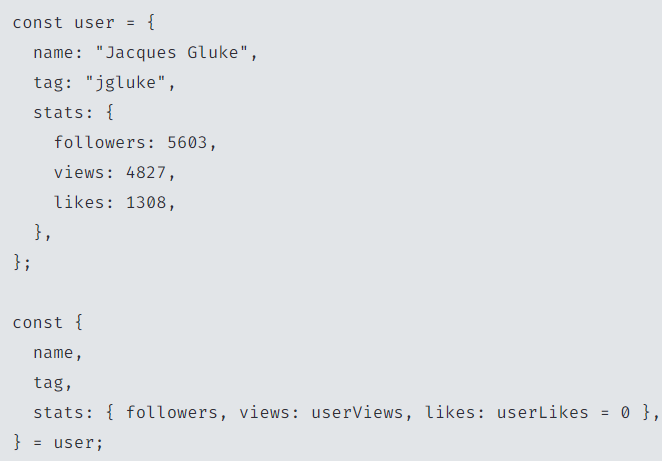 const user = {
  name: "Jacques Gluke",
  tag: "jgluke",
  stats: {
    followers: 5603,
    views: 4827,
    likes: 1308,
  },
};

const {
  name,
  tag,
  stats: { followers, views: userViews, likes: userLikes = 0 },
} = user;